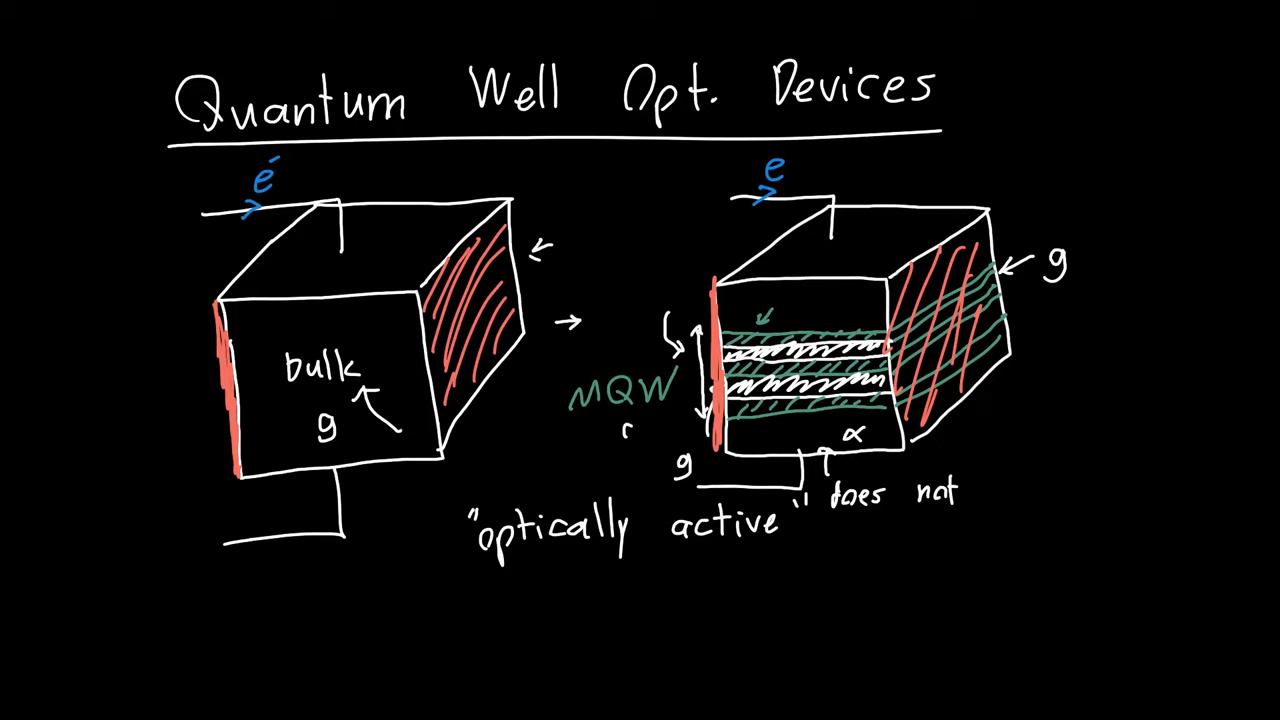 Quantum Well Opt. Devices
e⁻
e
g
bulk
MQW
g
α
g
does not
"optically active"